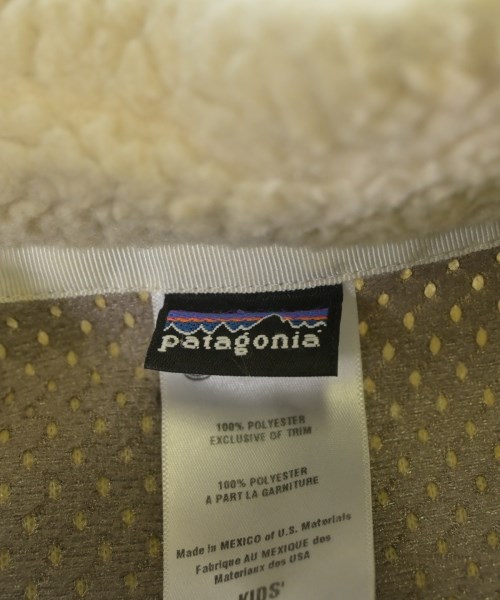 patagonia
100% POLYESTER
EXCLUSIVE OF TRIM
100% POLYESTER
A PART LA GARNITURE
Made in MEXICO of U.S. Materials
Fabriqué AU MEXIQUE des
Materiaux des USA
KIDS'